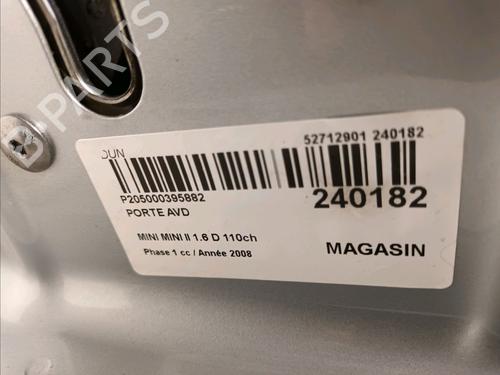 B PARTS
DUN
52712901 240182
P205000395882
240182
PORTE AVD
MINI MINI II 1.6 D 110ch
MAGASIN
Phase 1 cc / Année 2008